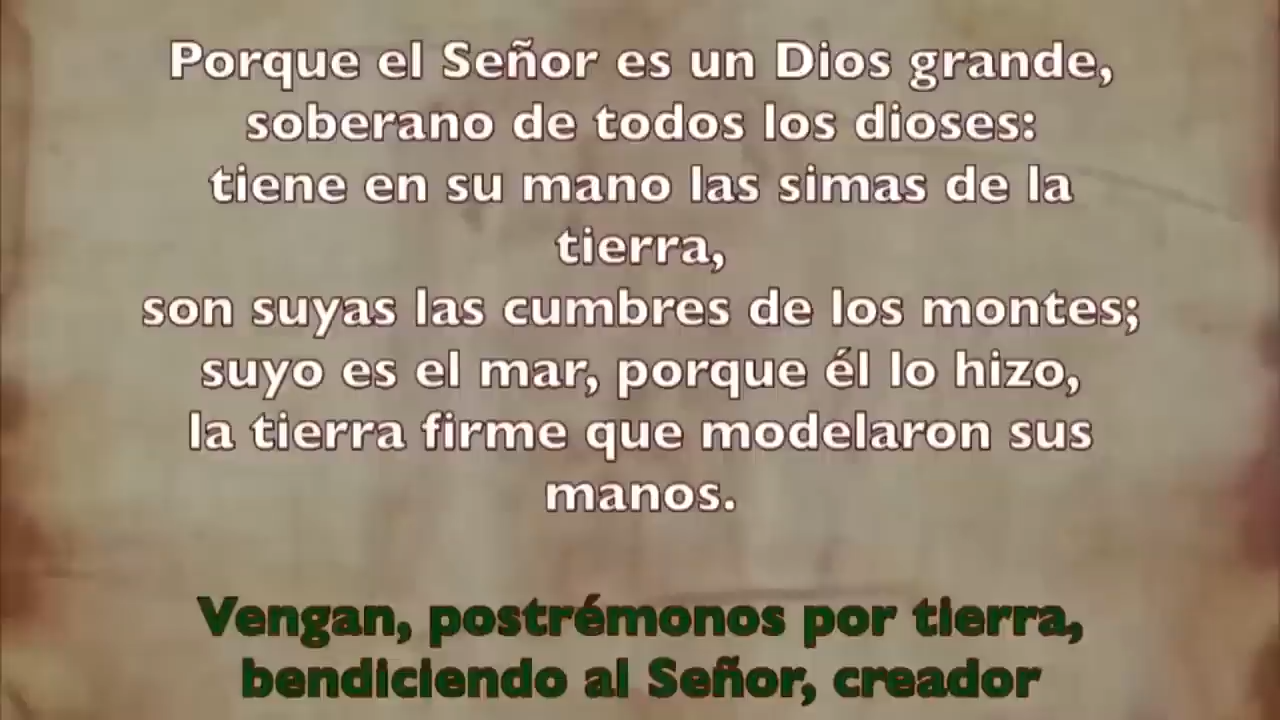 Porque el Señor es un Dios grande,
soberano de todos los dioses:
tiene en su mano las simas de la
tierra,
son suyas las cumbres de los montes;
suyo es el mar, porque él lo hizo,
la tierra firme que modelaron sus
manos.
Vengan, postrémonos por tierra,
bendiciendo al Señor, creador